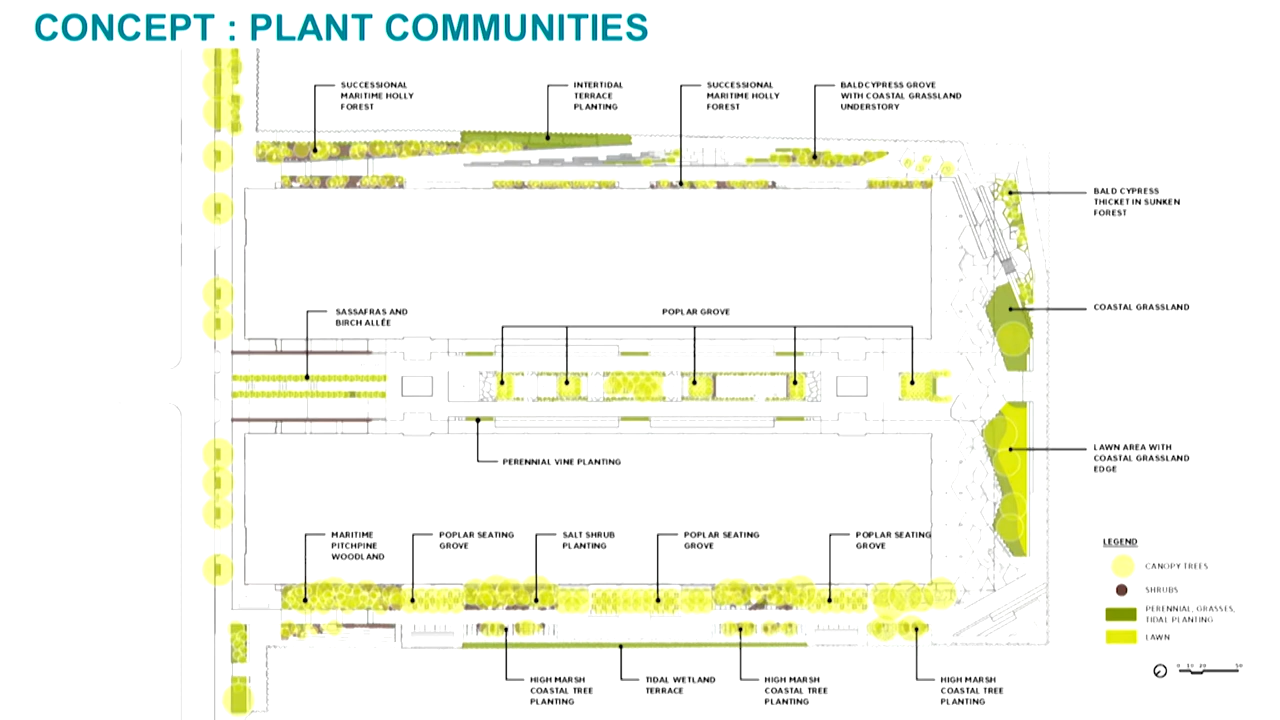 CONCEPT : PLANT COMMUNITIES
SUCCESSIONAL
MARITIME HOLLY
FOREST
INTERTIDAL
TERRACE
PLANTING
SUCCESSIONAL
MARITIME HOLLY
FOREST
BALDCYPRESS GROVE
WITH COASTAL GRASSLAND
UNDERSTORY
BALD CYPRESS
THICKET IN SUNKEN
FOREST
COASTAL GRASSLAND
SASSAFRAS AND
BIRCH ALLÉE
POPLAR GROVE
PERENNIAL VINE PLANTING
LAWN AREA WITH
COASTAL GRASSLAND
EDGE
MARITIME
PITCHPINE
WOODLAND
POPLAR SEATING
GROVE
SALT SHRUB
PLANTING
POPLAR SEATING
GROVE
POPLAR SEATING
GROVE
HIGH MARSH
COASTAL TREE
PLANTING
TIDAL WETLAND
TERRACE
HIGH MARSH
COASTAL TREE
PLANTING
HIGH MARSH
COASTAL TREE
PLANTING
LEGEND
CANOPY TREES
SHRUBS
PERENNIAL, GRASSES,
TIDAL PLANTING
LAWN
0 10 20 50